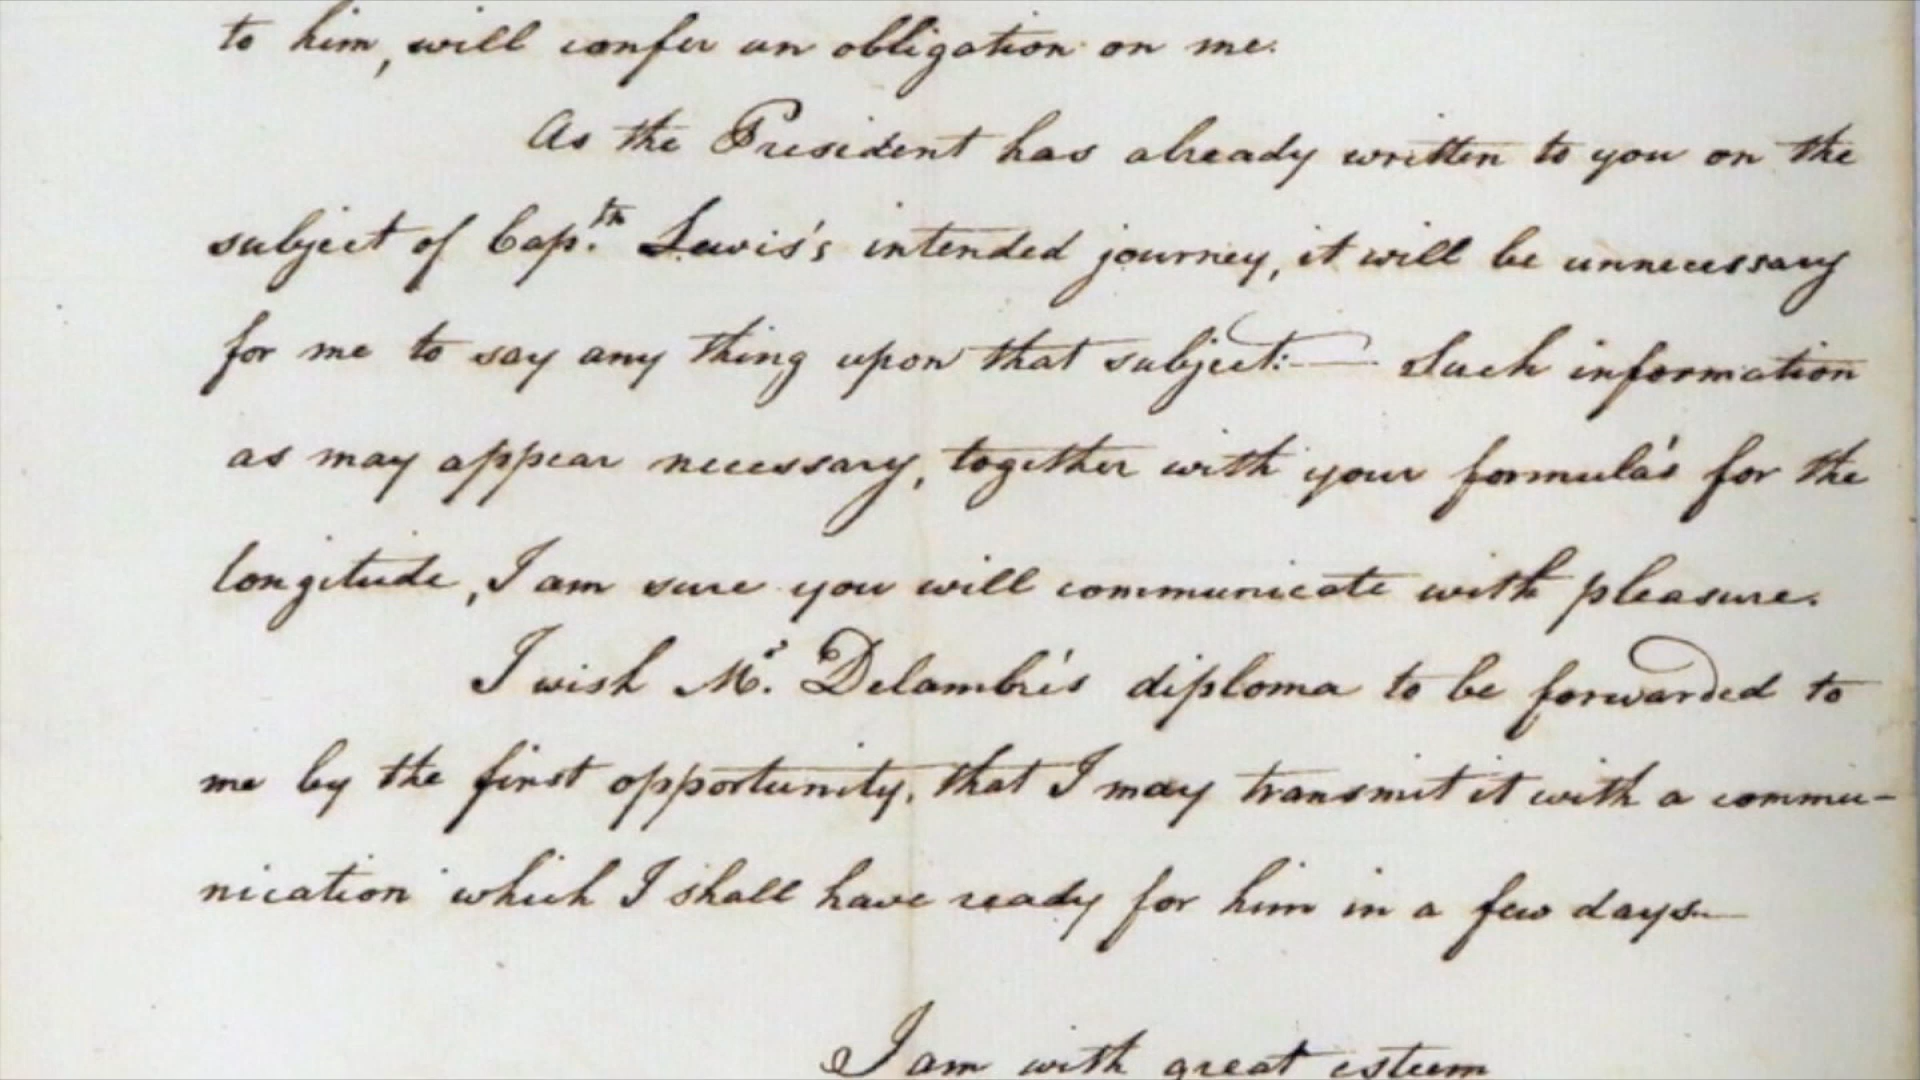 to him, will confer an obligation on me.
As the President has already written to you on the
subject of Cap.tn Lewis's intended journey, it will be unnecessary
for me to say any thing upon that subject:— Such information
as may appear necessary, together with your formula's for the
longitude, I am sure you will communicate with pleasure.
I wish Mr. Delambre's diploma to be forwarded to
me by the first opportunity, that I may transmit it with a commu-
nication which I shall have ready for him in a few days.—
I am with great esteem